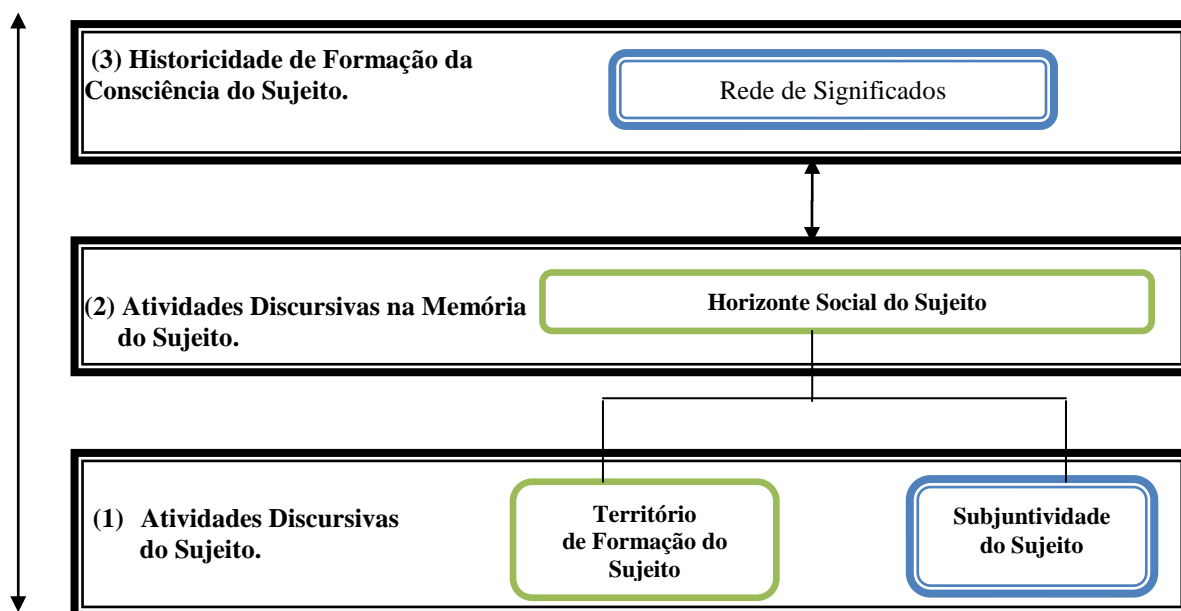 (3) Historicidade de Formação da
Consciência do Sujeito.
Rede de Significados
(2) Atividades Discursivas na Memória
do Sujeito.
Horizonte Social do Sujeito
(1) Atividades Discursivas
do Sujeito.
Território
de Formação do
Sujeito
Subjuntividade
do Sujeito